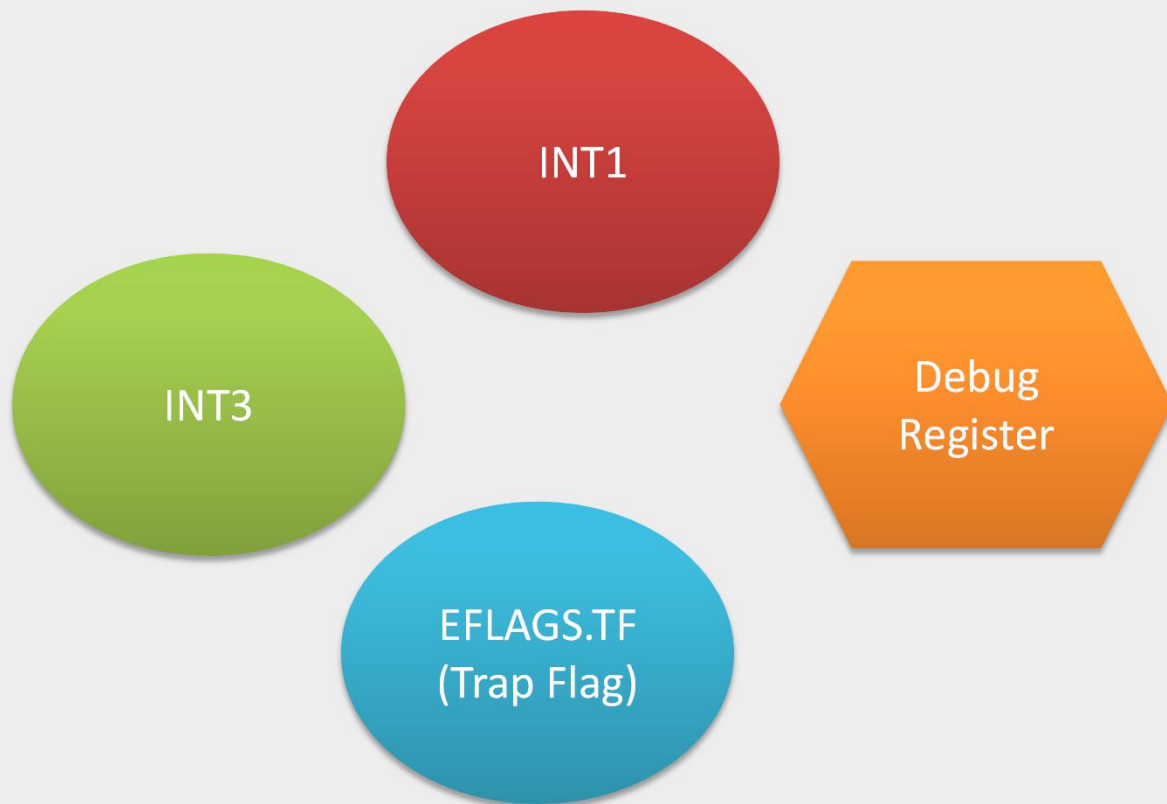 INT1
INT3
Debug
Register
EFLAGS.TF
(Trap Flag)